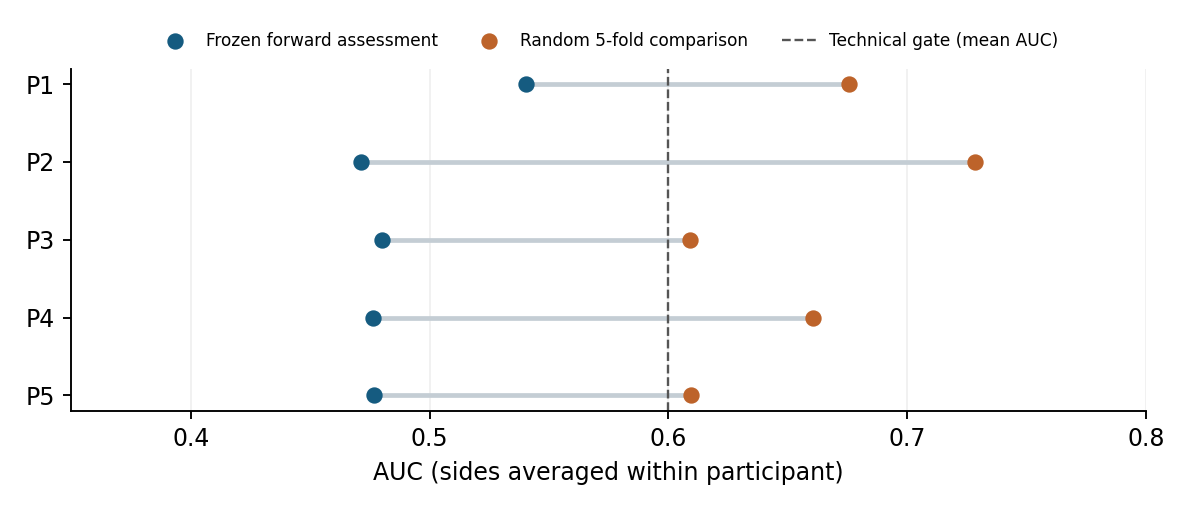 Frozen forward assessment Random 5-fold comparison Technical gate (mean AUC)
P1
P2
P3
P4
P5
0.4 0.5 0.6 0.7 0.8
AUC (sides averaged within participant)